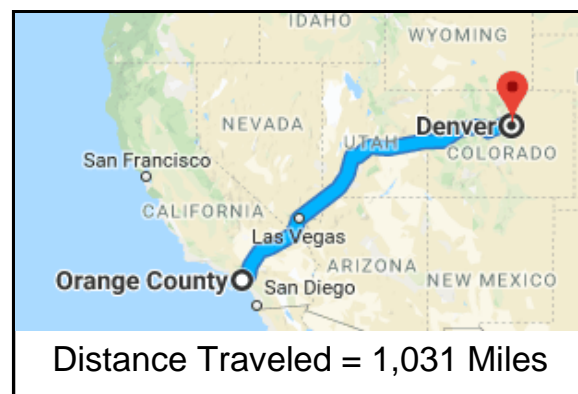 IDAHO
WYOMING
NEVADA
Denver
UTAH
COLORADO
San Francisco
CALIFORNIA
Las Vegas
ARIZONA
Orange County
NEW MEXICO
San Diego
Distance Traveled = 1,031 Miles